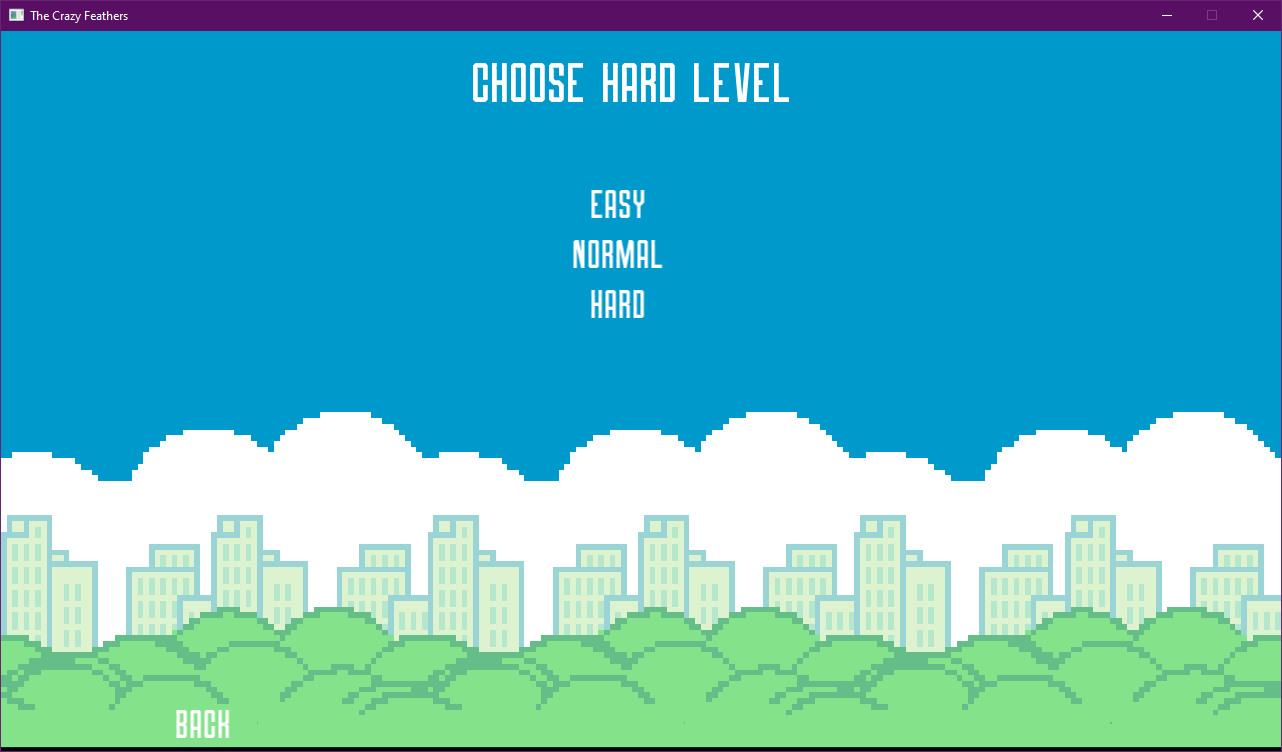 The Crazy Feathers
CHOOSE HARD LEVEL
EASY
NORMAL
HARD
BACK